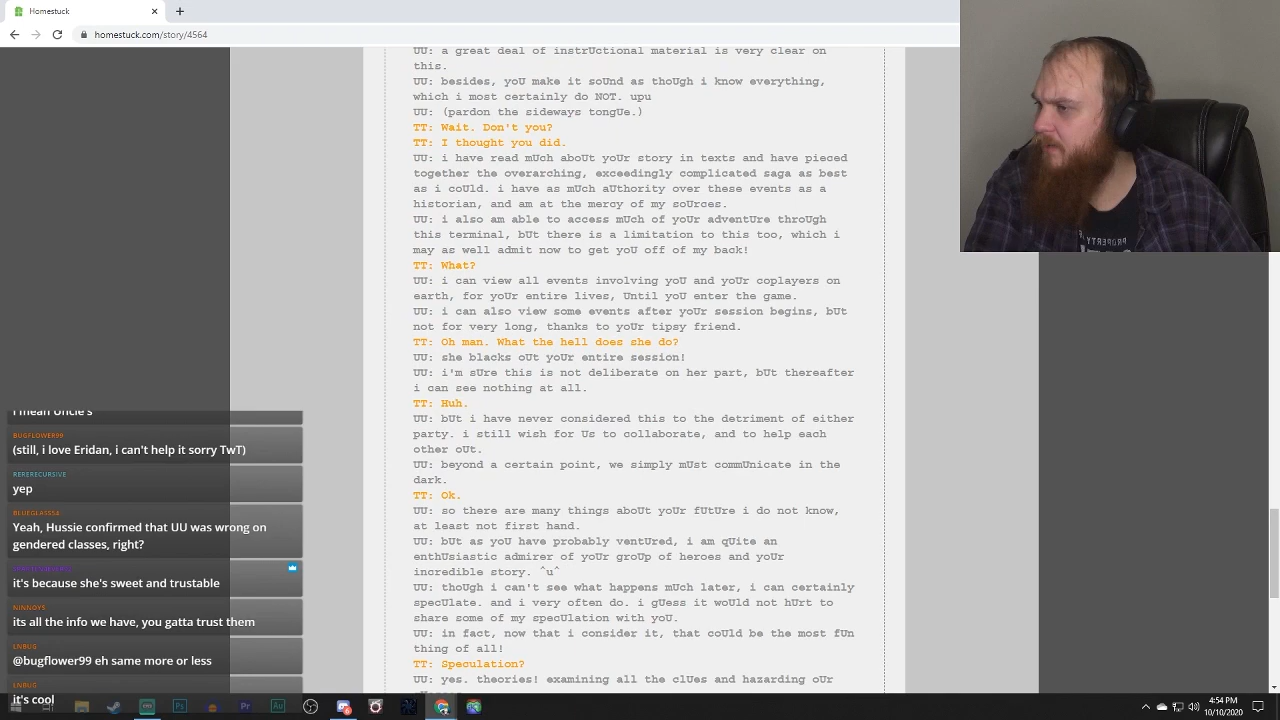 Homestuck
homestuck.com/story/4564
UU: a great deal of instrUctional material is very clear on
this.
UU: besides, yoU make it soUnd as thoUgh i know everything,
which i most certainly do NOT. upu
UU: (pardon the sideways tongUe.)
TT: Wait. Don't you?
TT: I thought you did.
UU: i have read mUch aboUt yoUr story in texts and have pieced
together the overarching, exceedingly complicated saga as best
as i coUld. i have as mUch aUthority over these events as a
historian, and am at the mercy of my soUrces.
UU: i also am able to access mUch of yoUr adventUre throUgh
this terminal, bUt there is a limitation to this too, which i
may as well admit now to get yoU off of my back!
TT: What?
UU: i can view all events involving yoU and yoUr coplayers on
earth, for yoUr entire lives, Until yoU enter the game.
UU: i can also view some events after yoUr session begins, bUt
not for very long, thanks to yoUr tipsy friend.
TT: Oh man. What the hell does she do?
UU: she blacks oUt yoUr entire session!
UU: i'm sUre this is not deliberate on her part, bUt thereafter
i can see nothing at all.
TT: Huh.
UU: bUt i have never considered this to the detriment of either
party. i still wish for Us to collaborate, and to help each
other oUt.
UU: beyond a certain point, we simply mUst commUnicate in the
dark.
TT: Ok.
UU: so there are many things aboUt yoUr fUtUre i do not know,
at least not first hand.
UU: bUt as yoU have probably ventUred, i am qUite an
enthUsiastic admirer of yoUr groUp of heroes and yoUr
incredible story. ^u^
UU: thoUgh i can't see what happens mUch later, i can certainly
specUlate. and i very often do. i gUess it woUld not hUrt to
share some of my specUlation with yoU.
UU: in fact, now that i consider it, that coUld be the most fUn
thing of all!
TT: Speculation?
UU: yes. theories! examining all the clUes and hazarding oUr
I mean Uncle's
BUGFLOWER99
(still, i love Eridan, i can't help it sorry TwT)
RERERECURSIVE
yep
BLUEGLASS54
Yeah, Hussie confirmed that UU was wrong on
gendered classes, right?
it's because she's sweet and trustable
NINNOYS
its all the info we have, you gatta trust them
LNBUG
@bugflower99 eh same more or less
LNBUG
it's cool
PROPERTY
4:54 PM
10/10/2020